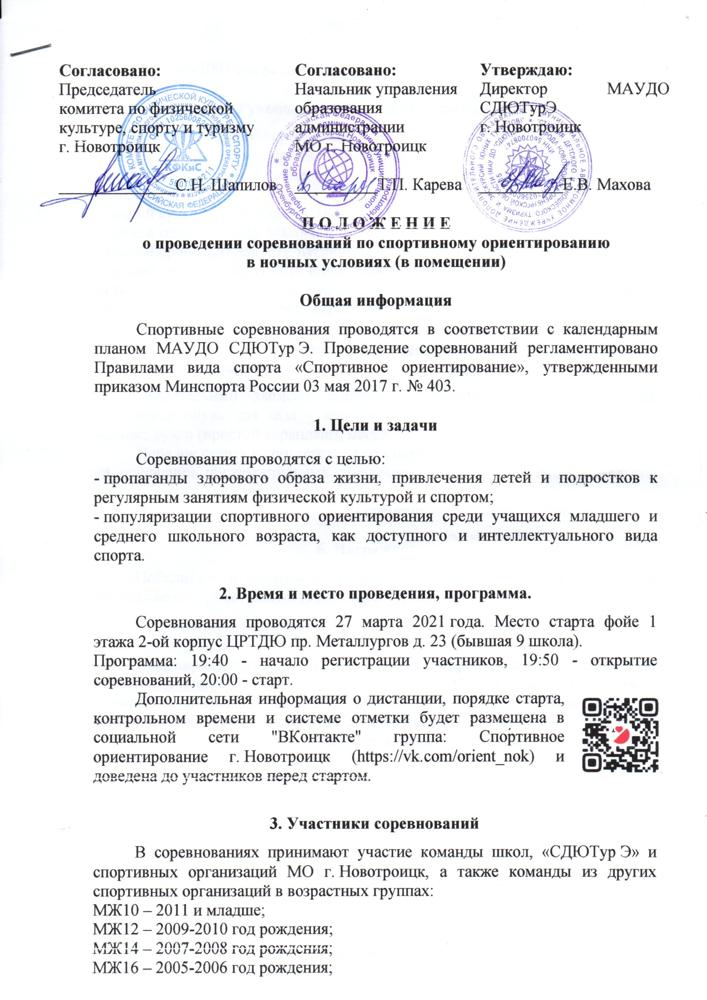 Согласовано:
Председатель
комитета по физической
культуре, спорту и туризму
г. Новотроицк
С.Н. Шапилов
Согласовано:
Начальник управления
образования
администрации
МО г. Новотроицк
Т.П. Карева
Утверждаю:
Директор МАУДО
СДЮТурЭ
г. Новотроицк
Е.В. Махова
КФКиС
П О Л О Ж Е Н И Е
о проведении соревнований по спортивному ориентированию
в ночных условиях (в помещении)
Общая информация
Спортивные соревнования проводятся в соответствии с календарным
планом МАУДО СДЮТур Э. Проведение соревнований регламентировано
Правилами вида спорта «Спортивное ориентирование», утвержденными
приказом Минспорта России 03 мая 2017 г. № 403.
1. Цели и задачи
Соревнования проводятся с целью:
- пропаганды здорового образа жизни, привлечения детей и подростков к
регулярным занятиям физической культурой и спортом;
- популяризации спортивного ориентирования среди учащихся младшего и
среднего школьного возраста, как доступного и интеллектуального вида
спорта.
2. Время и место проведения, программа.
Соревнования проводятся 27 марта 2021 года. Место старта фойе 1
этажа 2-ой корпус ЦРТДЮ пр. Металлургов д. 23 (бывшая 9 школа).
Программа: 19:40 - начало регистрации участников, 19:50 - открытие
соревнований, 20:00 - старт.
Дополнительная информация о дистанции, порядке старта,
контрольном времени и системе отметки будет размещена в
социальной сети "ВКонтакте" группа: Спортивное
ориентирование г. Новотроицк (https://vk.com/orient_nok) и
доведена до участников перед стартом.
3. Участники соревнований
В соревнованиях принимают участие команды школ, «СДЮТур Э» и
спортивных организаций МО г. Новотроицк, а также команды из других
спортивных организаций в возрастных группах:
МЖ10 – 2011 и младше;
МЖ12 – 2009-2010 год рождения;
МЖ14 – 2007-2008 год рождения;
МЖ16 – 2005-2006 год рождения;